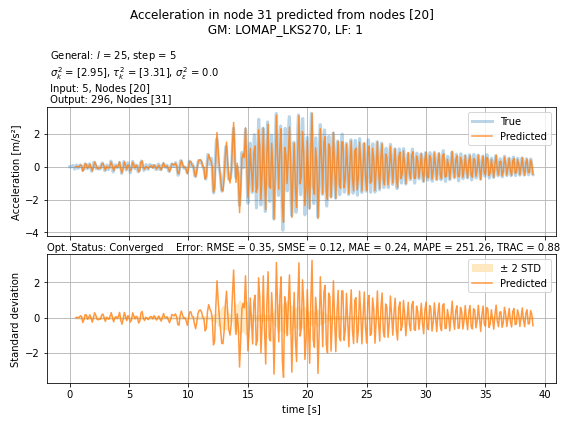 Acceleration in node 31 predicted from nodes [20]
GM: LOMAP_LKS270, LF: 1
General: l = 25, step = 5
σ²ₖ = [2.95], τ²ₖ = [3.31], σ²ε = 0.0
Input: 5, Nodes [20]
Output: 296, Nodes [31]
Acceleration [m/s²]
2
0
−2
−4
True
Predicted
Opt. Status: Converged Error: RMSE = 0.35, SMSE = 0.12, MAE = 0.24, MAPE = 251.26, TRAC = 0.88
Standard deviation
2
0
−2
± 2 STD
Predicted
0 5 10 15 20 25 30 35 40
time [s]